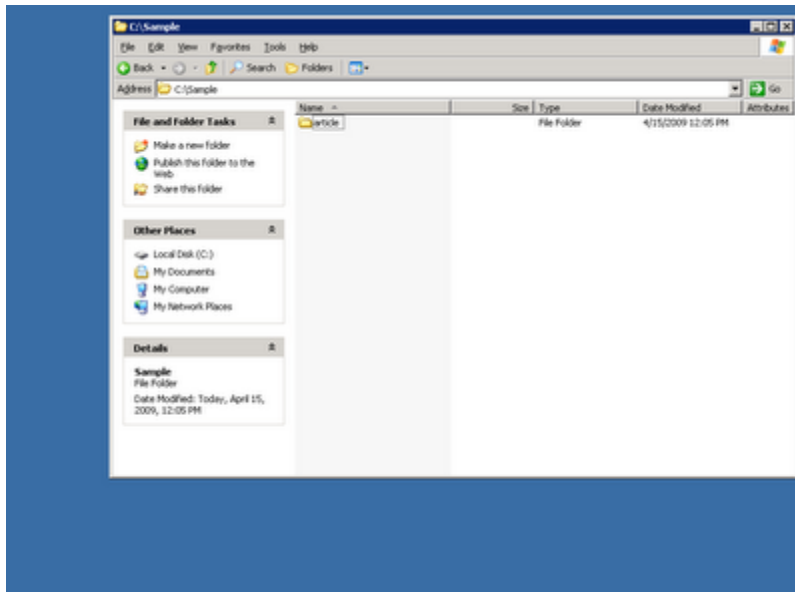 C:\Sample
File Edit View Favorites Tools Help
Back Search Folders
Address C:\Sample Go
Name Size Type Date Modified Attributes
article File Folder 4/15/2009 12:05 PM
File and Folder Tasks
Make a new folder
Publish this folder to the
Web
Share this folder
Other Places
Local Disk (C:)
My Documents
My Computer
My Network Places
Details
Sample
File Folder
Date Modified: Today, April 15,
2009, 12:05 PM